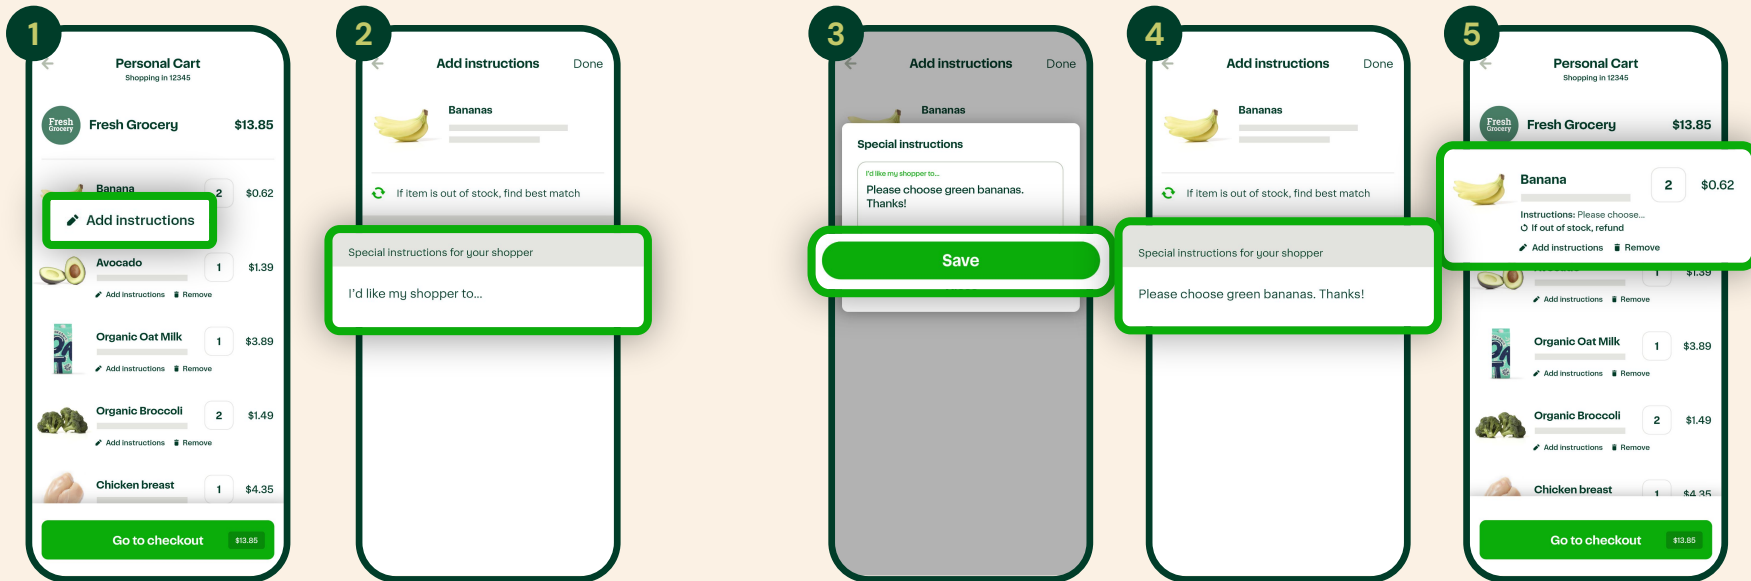 1
Personal Cart
Shopping in 12345
Fresh Grocery
Fresh Grocery $13.85
Banana 2 $0.62
Add instructions
Avocado 1 $1.39
Add instructions Remove
Organic Oat Milk 1 $3.89
Add instructions Remove
Organic Broccoli 2 $1.49
Add instructions Remove
Chicken breast 1 $4.35
Go to checkout $13.85
2
Add instructions Done
Bananas
If item is out of stock, find best match
Special instructions for your shopper
I'd like my shopper to...
3
Add instructions Done
Bananas
Special instructions
I'd like my shopper to...
Please choose green bananas.
Thanks!
Save
4
Add instructions Done
Bananas
If item is out of stock, find best match
Special instructions for your shopper
Please choose green bananas. Thanks!
5
Personal Cart
Shopping in 12345
Fresh Grocery
Fresh Grocery $13.85
Banana 2 $0.62
Instructions: Please choose...
If out of stock, refund
Add instructions Remove
1 $1.39
Add instructions Remove
Organic Oat Milk 1 $3.89
Add instructions Remove
Organic Broccoli 2 $1.49
Add instructions Remove
Chicken breast 1 $4.35
Go to checkout $13.85